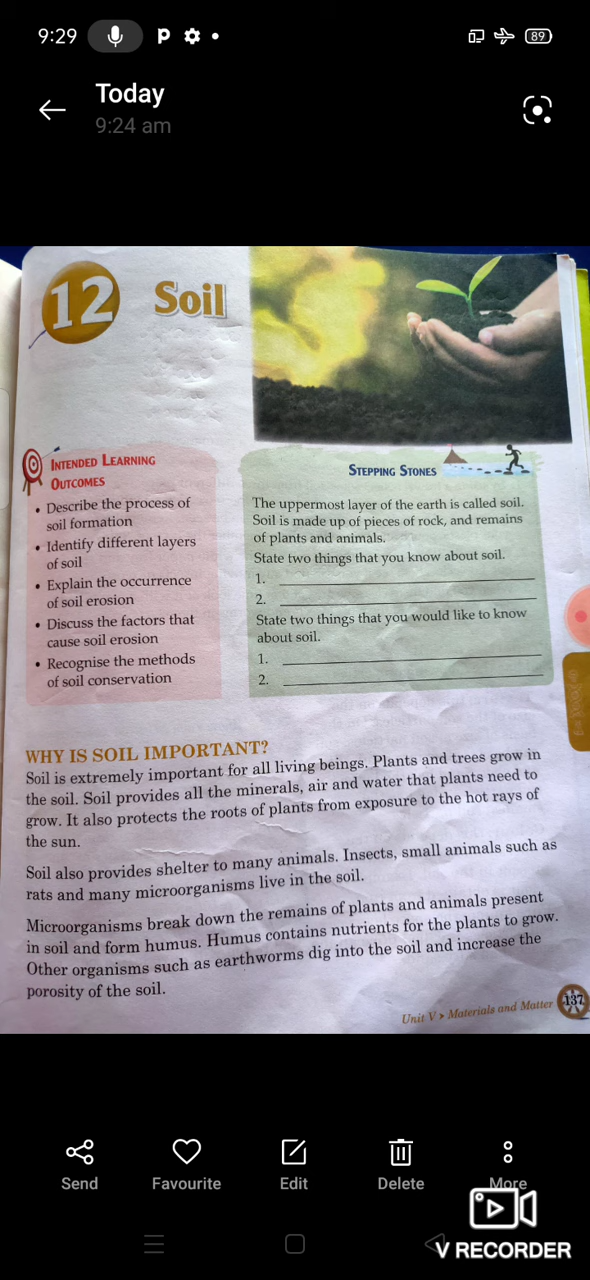 9:29
P
89
Today
9:24 am
12 Soil
INTENDED LEARNING
OUTCOMES
• Describe the process of
soil formation
• Identify different layers
of soil
• Explain the occurrence
of soil erosion
• Discuss the factors that
cause soil erosion
• Recognise the methods
of soil conservation
STEPPING STONES
The uppermost layer of the earth is called soil.
Soil is made up of pieces of rock, and remains
of plants and animals.
State two things that you know about soil.
1.
2.
State two things that you would like to know
about soil.
1.
2.
WHY IS SOIL IMPORTANT?
Soil is extremely important for all living beings. Plants and trees grow in
the soil. Soil provides all the minerals, air and water that plants need to
grow. It also protects the roots of plants from exposure to the hot rays of
the sun.
Soil also provides shelter to many animals. Insects, small animals such as
rats and many microorganisms live in the soil.
Microorganisms break down the remains of plants and animals present
in soil and form humus. Humus contains nutrients for the plants to grow.
Other organisms such as earthworms dig into the soil and increase the
porosity of the soil.
Unit V > Materials and Matter 137
Send
Favourite
Edit
Delete
More
V RECORDER